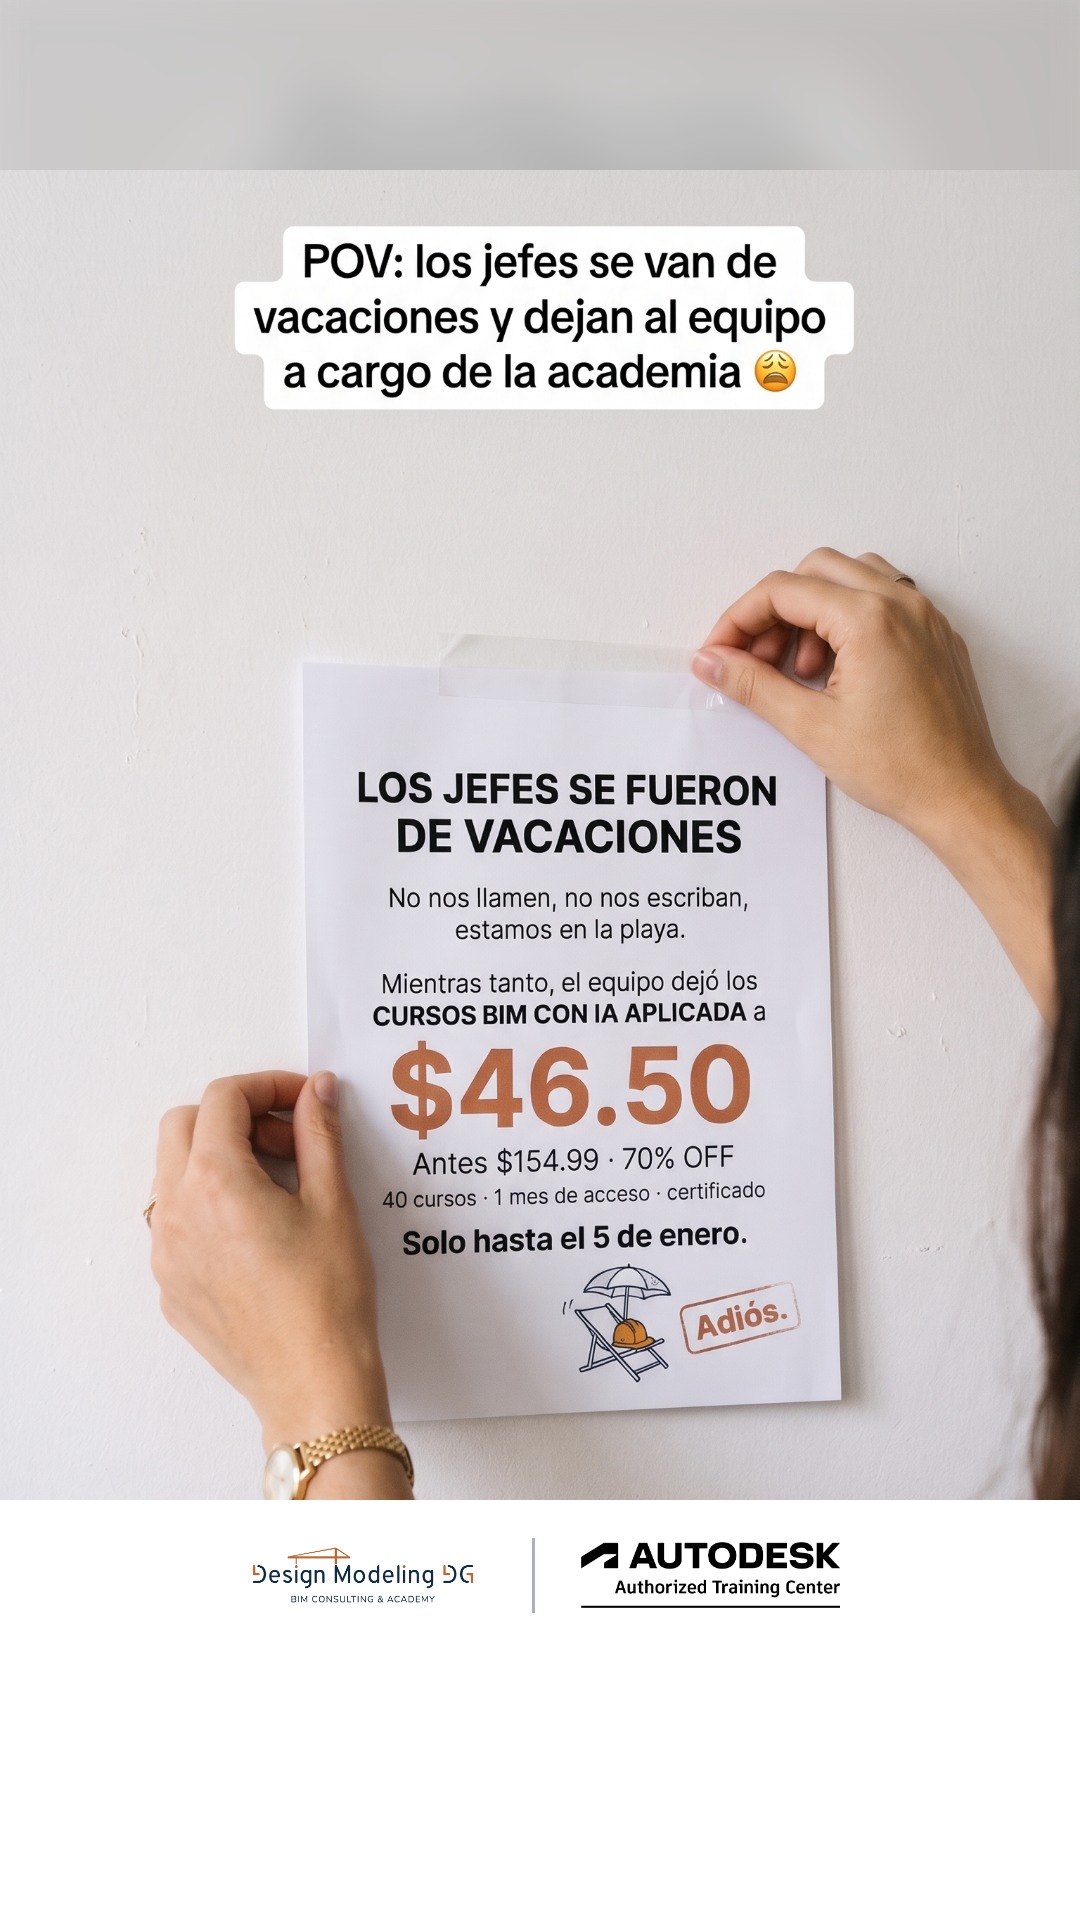 POV: los jefes se van de
vacaciones y dejan al equipo
a cargo de la academia 😩
LOS JEFES SE FUERON
DE VACACIONES
No nos llamen, no nos escriban,
estamos en la playa.
Mientras tanto, el equipo dejó los
CURSOS BIM CON IA APLICADA a
$46.50
Antes $154.99 · 70% OFF
40 cursos · 1 mes de acceso · certificado
Solo hasta el 5 de enero.
Adiós.
Design Modeling DG
BIM CONSULTING & ACADEMY
AUTODESK
Authorized Training Center